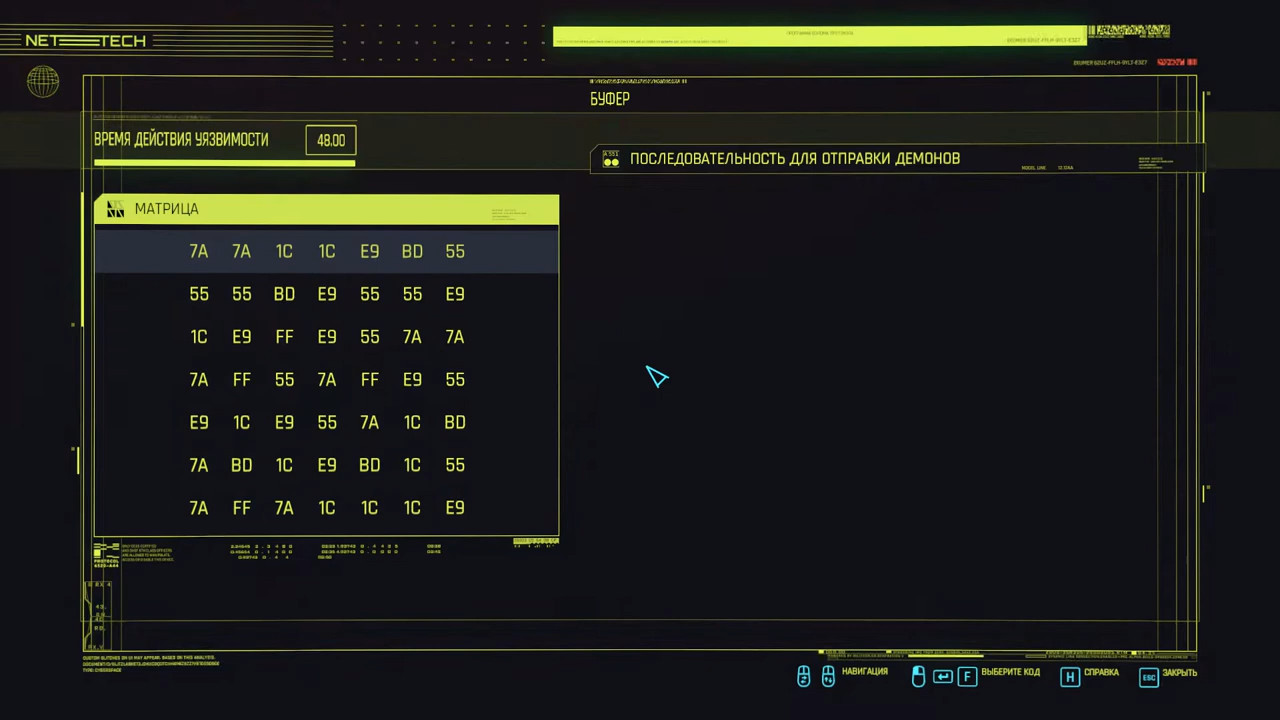 NET TECH
БУФЕР
ВРЕМЯ ДЕЙСТВИЯ УЯЗВИМОСТИ
48.00
ПОСЛЕДОВАТЕЛЬНОСТЬ ДЛЯ ОТПРАВКИ ДЕМОНОВ
МАТРИЦА
7A 7A 1C 1C E9 BD 55
55 55 BD E9 55 55 E9
1C E9 FF E9 55 7A 7A
7A FF 55 7A FF E9 55
E9 1C E9 55 7A 1C BD
7A BD 1C E9 BD 1C 55
7A FF 7A 1C 1C 1C E9
НАВИГАЦИЯ
F ВЫБЕРИТЕ КОД
H СПРАВКА
ESC ЗАКРЫТЬ